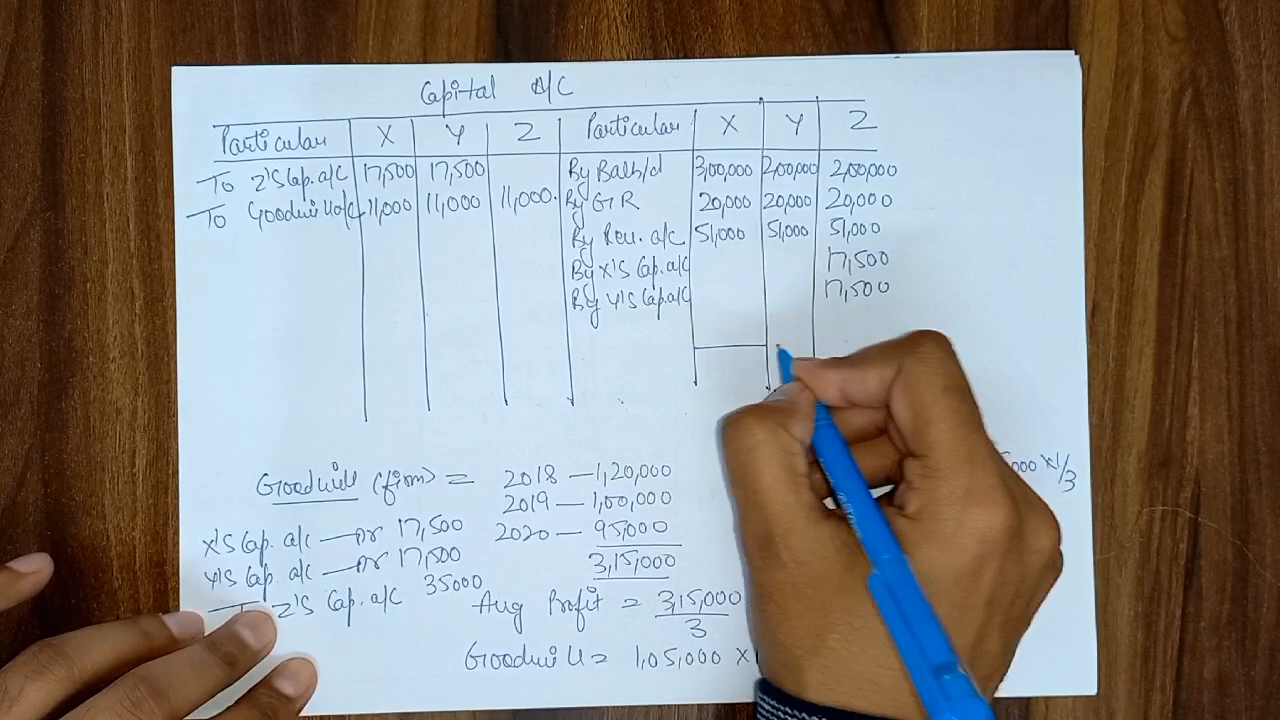 Capital A/C
Particular X Y Z Particular X Y Z
To Z'S Cap. a/c 17,500 17,500 By Bal b/d 3,00,000 2,00,000 2,00,000
To Goodwill a/c 11,000 11,000 11,000. By G R 20,000 20,000 20,000
By Rev. a/c 51,000 51,000 51,000
By X'S Cap. a/c 17,500
By Y'S Cap. a/c 17,500
Goodwill (firm) = 2018 — 1,20,000
2019 — 1,00,000
2020 — 95,000
3,15,000
000 x 1/3
X'S Cap. a/c — Dr 17,500
Y'S Cap. a/c — Dr 17,500
To Z'S Cap. a/c 35000
Avg Profit = 3,15,000
3
Goodwill = 1,05,000 x